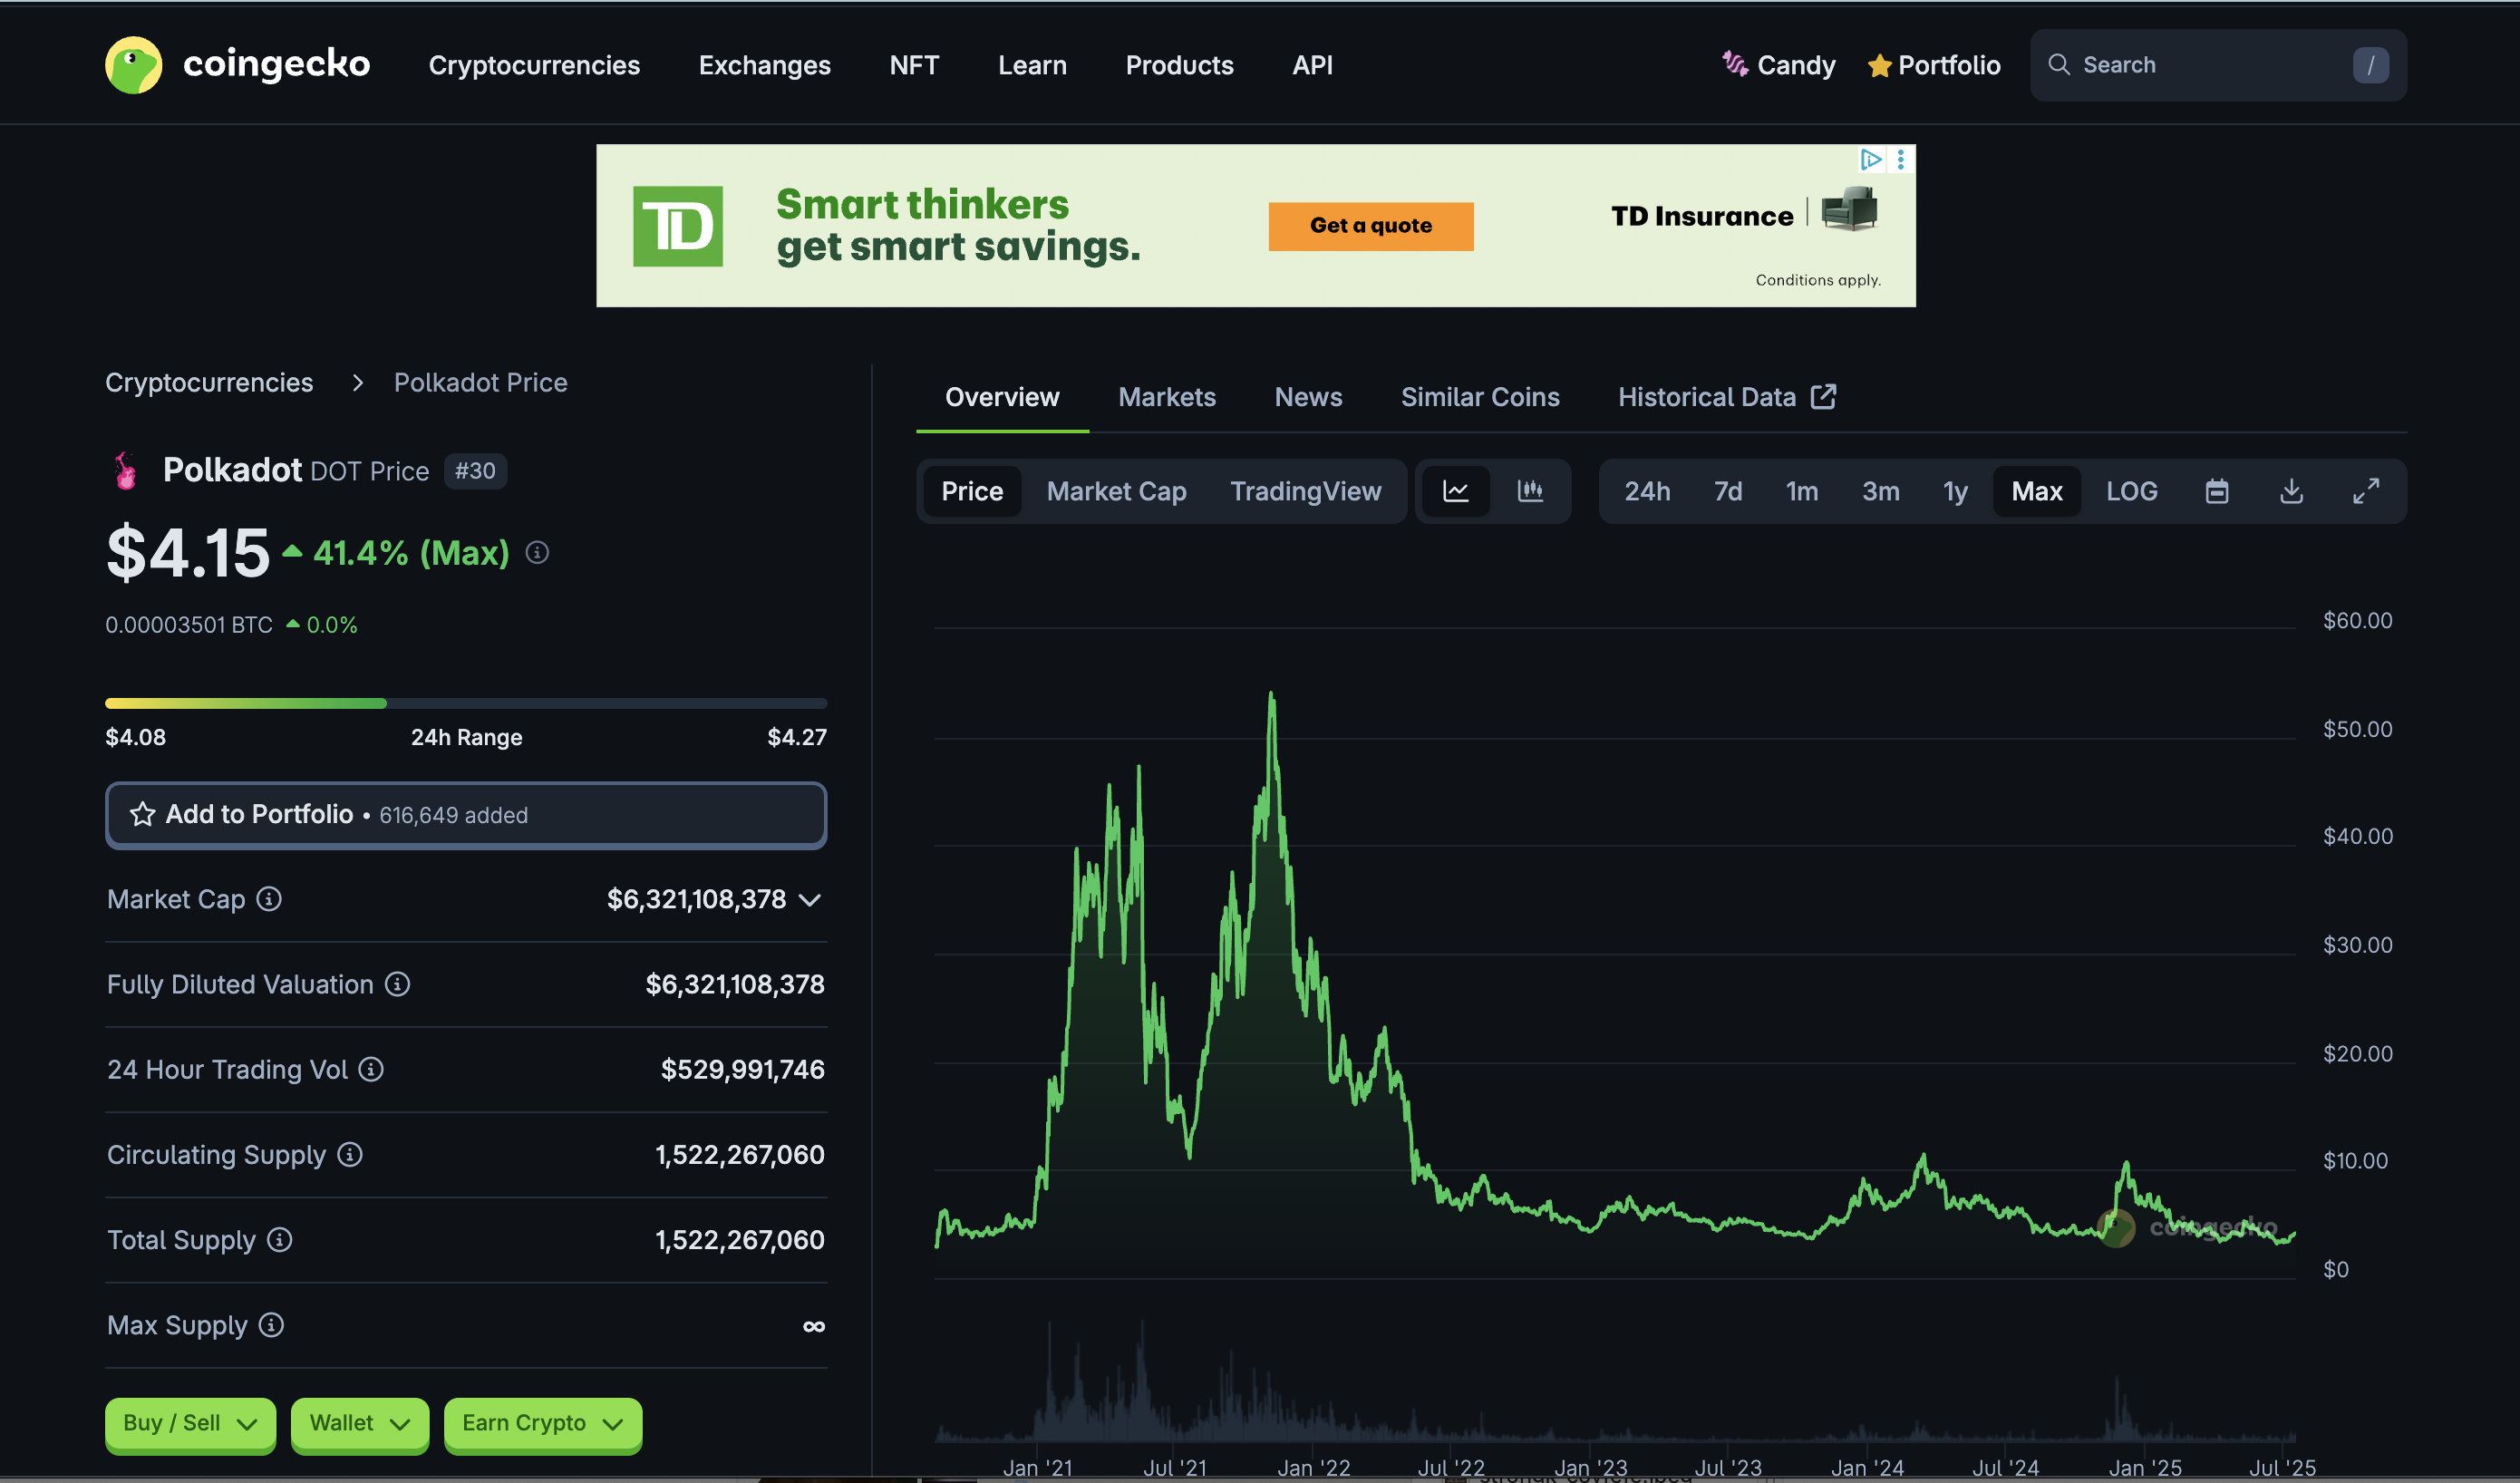 coingecko
Cryptocurrencies Exchanges NFT Learn Products API
Candy Portfolio Search /
TD Smart thinkers
get smart savings.
Get a quote
TD Insurance
Conditions apply.
Cryptocurrencies > Polkadot Price
Polkadot DOT Price #30
$4.15 41.4% (Max)
0.00003501 BTC 0.0%
$4.08 24h Range $4.27
Add to Portfolio • 616,649 added
Market Cap $6,321,108,378
Fully Diluted Valuation $6,321,108,378
24 Hour Trading Vol $529,991,746
Circulating Supply 1,522,267,060
Total Supply 1,522,267,060
Max Supply ∞
Buy / Sell Wallet Earn Crypto
Overview Markets News Similar Coins Historical Data
Price Market Cap TradingView 24h 7d 1m 3m 1y Max LOG
$60.00
$50.00
$40.00
$30.00
$20.00
$10.00
coingecko
$0
Jan '21 Jul '21 Jan '22 Jul '22 Jan '23 Jul '23 Jan '24 Jul '24 Jan '25 Jul '25